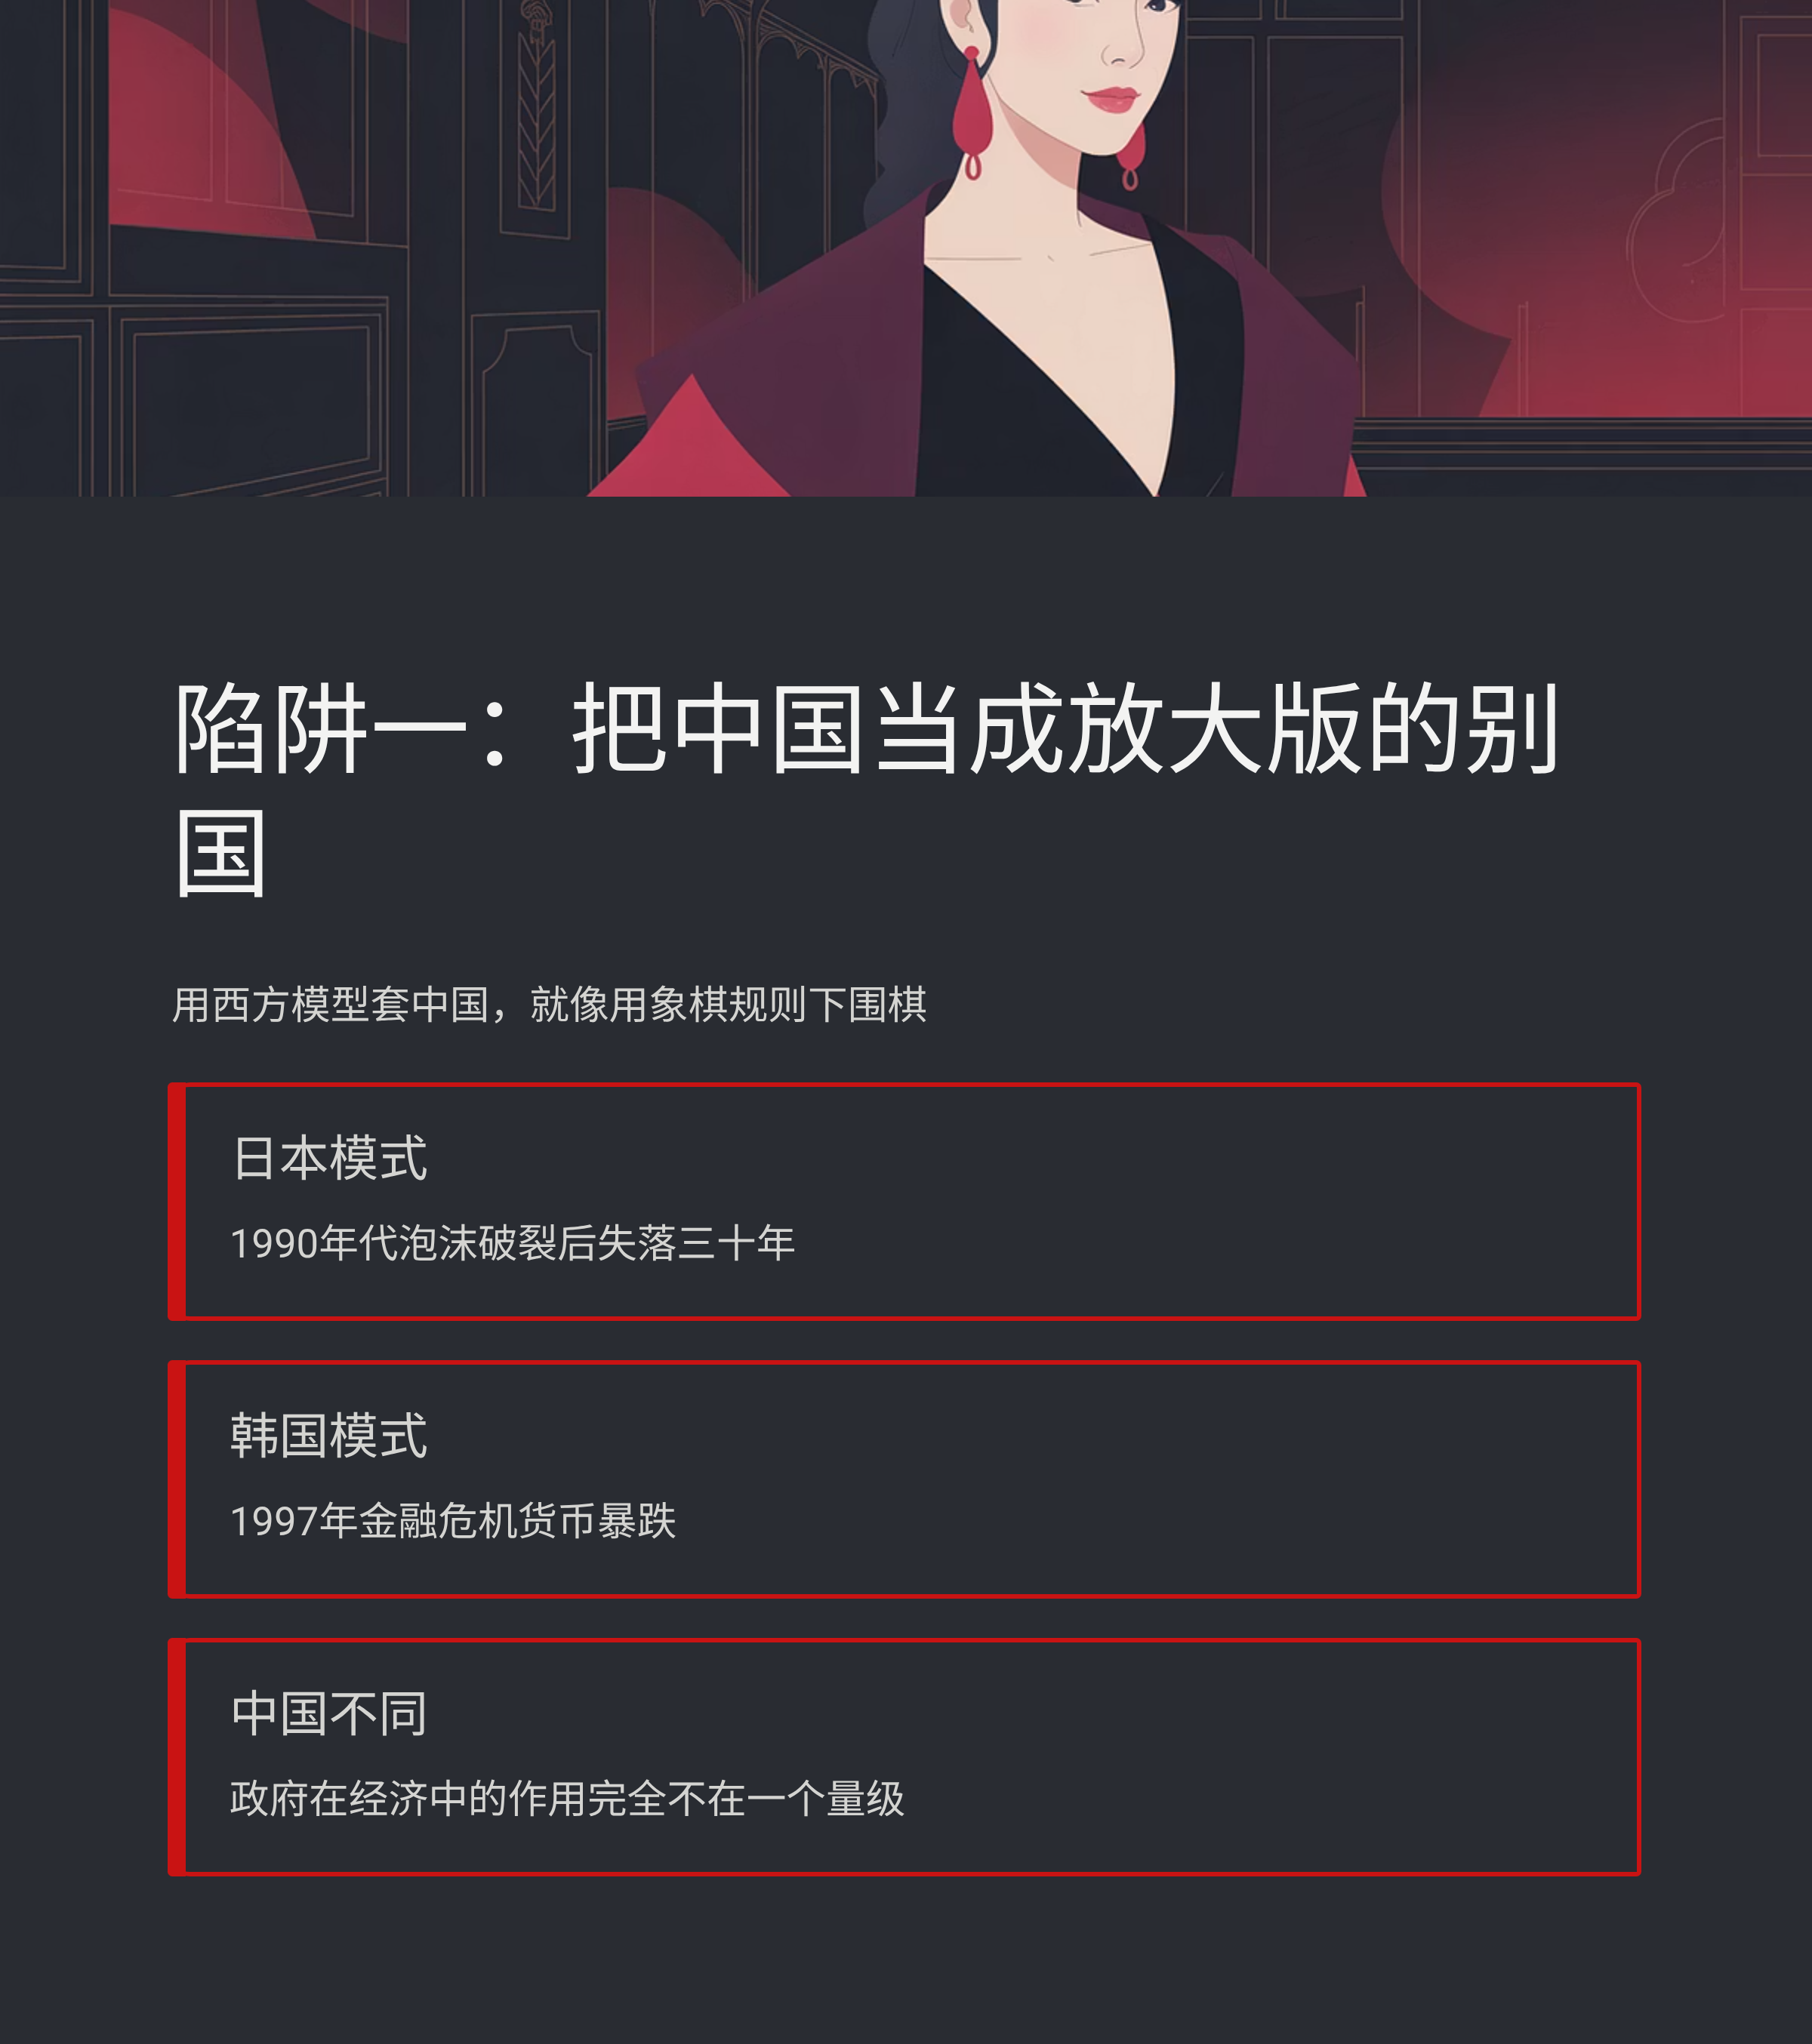 陷阱一：把中国当成放大版的别
国
用西方模型套中国，就像用象棋规则下围棋
日本模式
1990年代泡沫破裂后失落三十年
韩国模式
1997年金融危机货币暴跌
中国不同
政府在经济中的作用完全不在一个量级